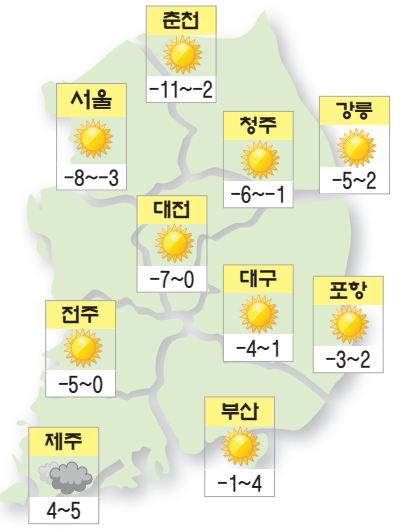 춘천
-11~-2
서울
-8~-3
청주
-6~-1
강릉
-5~2
대전
-7~0
대구
-4~1
포항
-3~2
전주
-5~0
부산
-1~4
제주
4~5